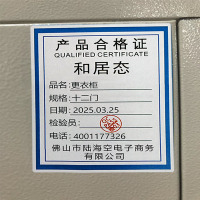 产品合格证
QUALIFIED CERTIFICATE
和居态
品名:更衣柜
规格:十二门
日期:2025.03.25
检验员:
电话:4001177326
佛山市陆海空电子商务
有限公司